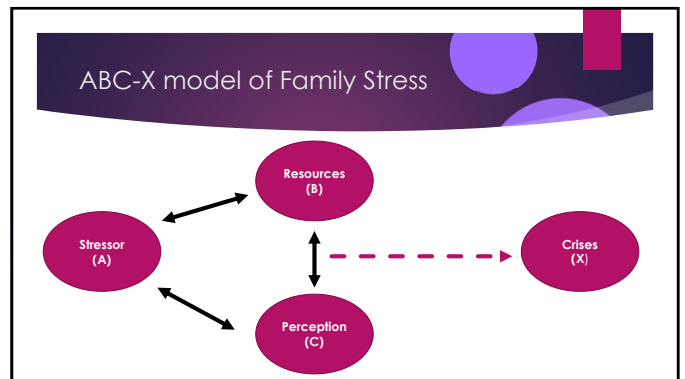 ABC-X model of Family Stress
Resources
(B)
Stressor
(A)
Crises
(X)
Perception
(C)